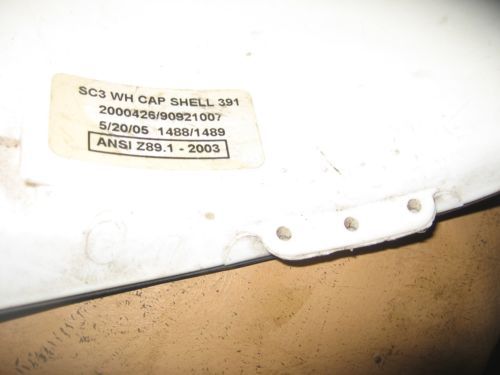 SC3 WH CAP SHELL 391
2000426/90921007
5/20/05 1488/1489
ANSI Z89.1 - 2003